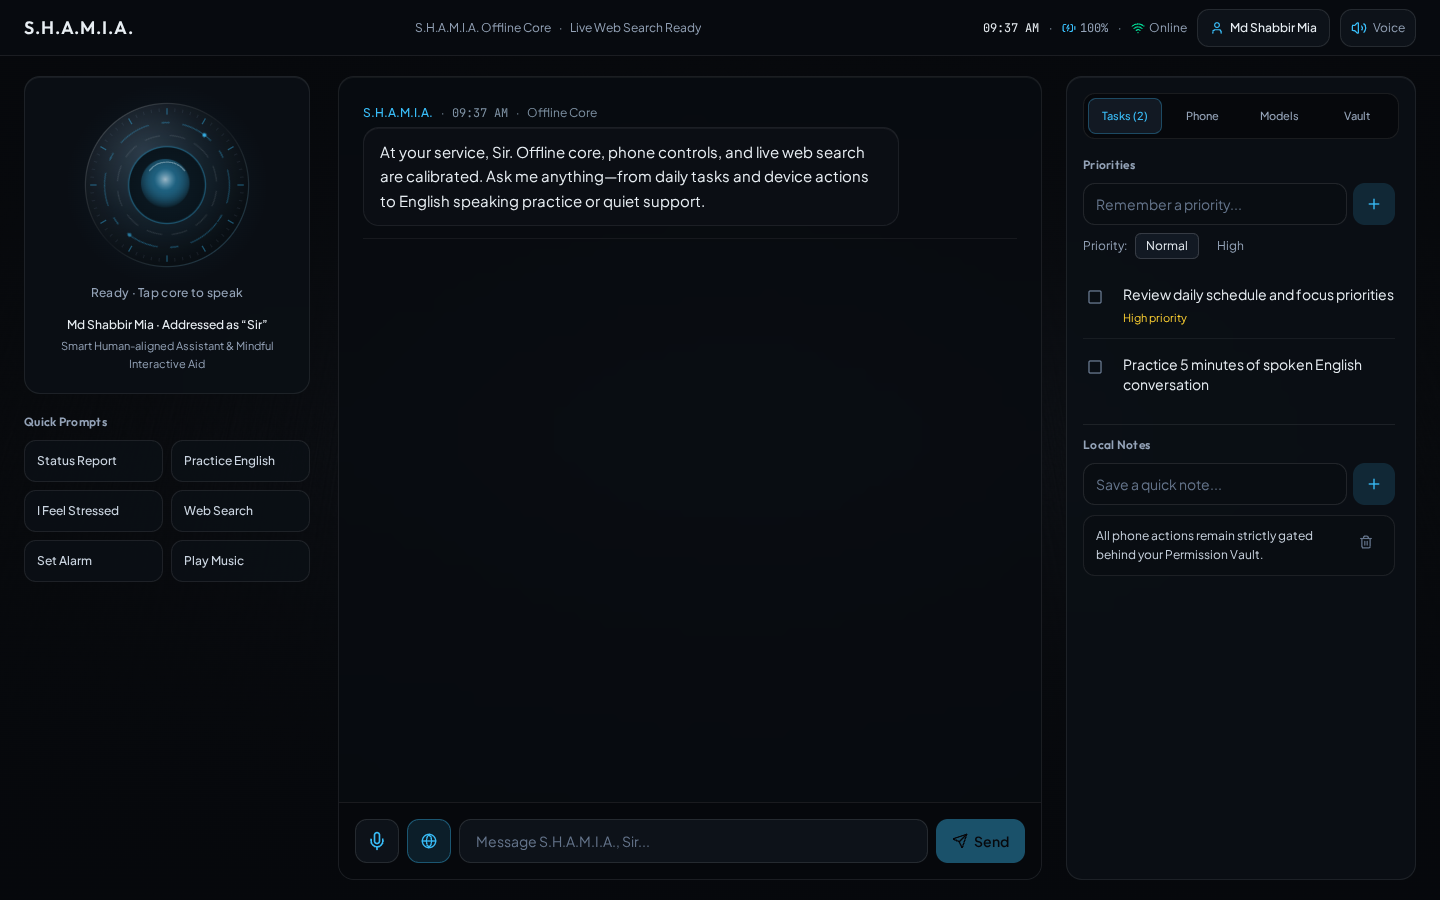 S.H.A.M.I.A.
S.H.A.M.I.A. Offline Core · Live Web Search Ready
09:37 AM · 100% · Online
Md Shabbir Mia
Voice
Ready · Tap core to speak
Md Shabbir Mia · Addressed as “Sir”
Smart Human-aligned Assistant & Mindful
Interactive Aid
Quick Prompts
Status Report
Practice English
I Feel Stressed
Web Search
Set Alarm
Play Music
S.H.A.M.I.A. · 09:37 AM · Offline Core
At your service, Sir. Offline core, phone controls, and live web search
are calibrated. Ask me anything—from daily tasks and device actions
to English speaking practice or quiet support.
Message S.H.A.M.I.A., Sir...
Send
Tasks (2)
Phone
Models
Vault
Priorities
Remember a priority...
Priority: Normal High
Review daily schedule and focus priorities
High priority
Practice 5 minutes of spoken English
conversation
Local Notes
Save a quick note...
All phone actions remain strictly gated
behind your Permission Vault.